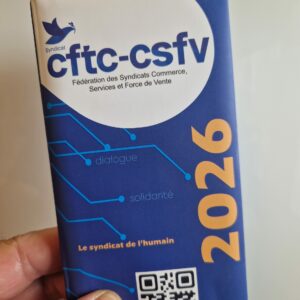 Syndicat
cftc-csfv
Fédération des Syndicats Commerce,
Services et Force de Vente
dialogue
solidarité
Le syndicat de l'humain
2026